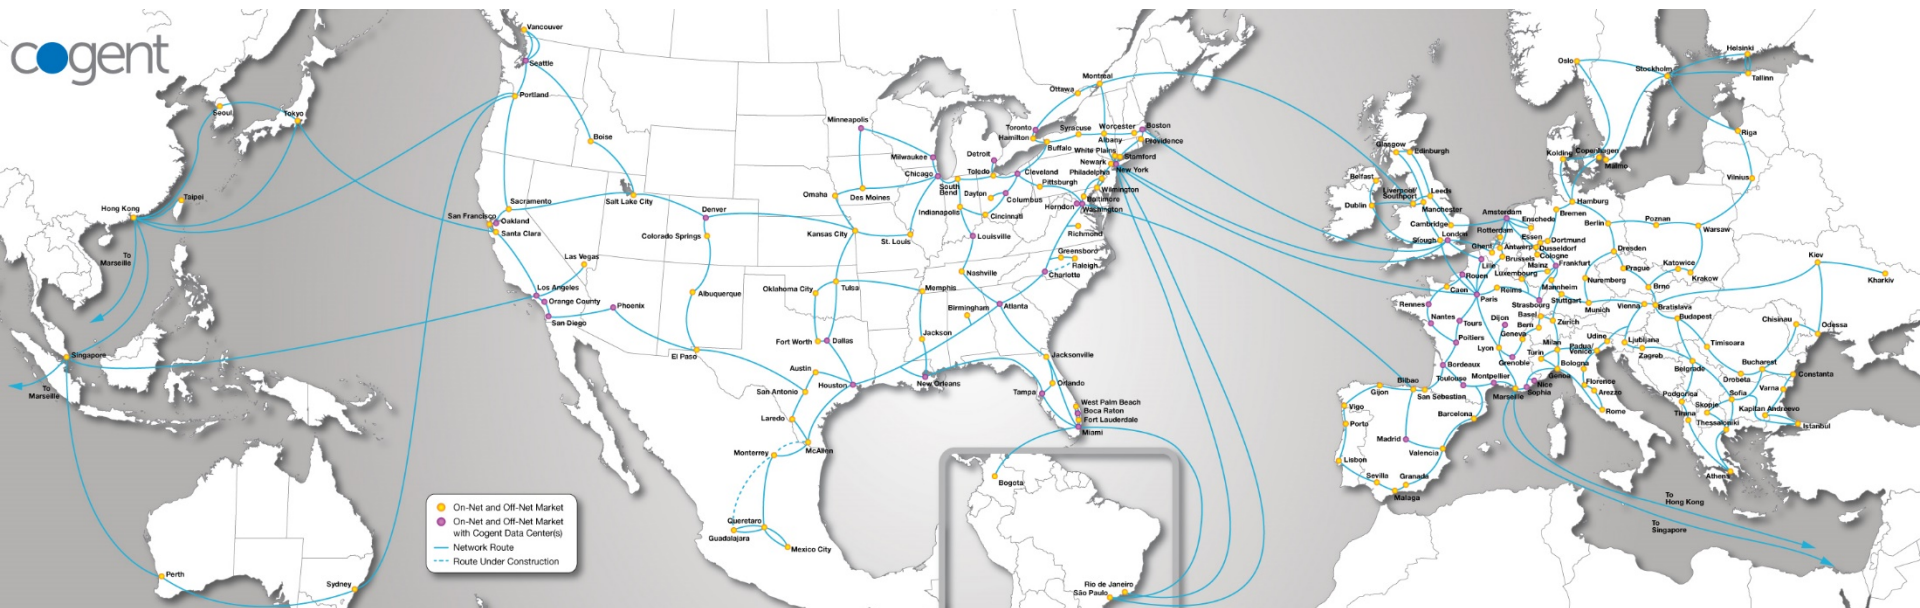 cogent
Vancouver
Seattle
Portland
Boise
Seoul
Tokyo
Taipei
Hong Kong
To
Marseille
Singapore
To
Marseille
Perth
Sydney
Sacramento
San Francisco
Oakland
Santa Clara
Salt Lake City
Las Vegas
Los Angeles
Orange County
San Diego
Phoenix
Denver
Colorado Springs
Albuquerque
El Paso
Minneapolis
Milwaukee
Chicago
Omaha
Des Moines
Kansas City
St. Louis
Oklahoma City
Tulsa
Memphis
Fort Worth
Dallas
Jackson
Austin
Houston
San Antonio
Laredo
McAllen
Monterrey
Queretaro
Guadalajara
Mexico City
New Orleans
Birmingham
Atlanta
Nashville
Louisville
Indianapolis
Cincinnati
Dayton
Columbus
South
Bend
Toledo
Detroit
Cleveland
Pittsburgh
Toronto
Hamilton
Buffalo
Ottawa
Montreal
Syracuse
Worcester
Boston
Albany
Providence
White Plains
Stamford
Newark
New York
Philadelphia
Wilmington
Baltimore
Herndon
Washington
Richmond
Greensboro
Raleigh
Charlotte
Jacksonville
Orlando
Tampa
West Palm Beach
Boca Raton
Fort Lauderdale
Miami
Bogota
Rio de Janeiro
São Paulo
On-Net and Off-Net Market
On-Net and Off-Net Market
with Cogent Data Center(s)
Network Route
Route Under Construction
Helsinki
Oslo
Stockholm
Tallinn
Riga
Vilnius
Glasgow
Edinburgh
Belfast
Dublin
Liverpool/
Southport
Leeds
Manchester
Cambridge
Slough
London
Kolding
Copenhagen
Malmo
Hamburg
Bremen
Amsterdam
Enschede
Rotterdam
Essen
Dortmund
Ghent
Antwerp
Dusseldorf
Brussels
Cologne
Lille
Mainz
Frankfurt
Luxembourg
Rouen
Caen
Reims
Mannheim
Paris
Strasbourg
Stuttgart
Rennes
Nantes
Tours
Dijon
Basel
Bern
Zurich
Geneva
Poitiers
Lyon
Grenoble
Turin
Milan
Padua/
Venice
Bologna
Genoa
Udine
Bordeaux
Toulouse
Montpellier
Marseille
Nice
Sophia
Florence
Arezzo
Rome
Bilbao
Gijon
San Sebastian
Vigo
Porto
Barcelona
Madrid
Valencia
Lisbon
Sevilla
Granada
Malaga
Berlin
Poznan
Warsaw
Dresden
Prague
Katowice
Krakow
Nuremburg
Brno
Munich
Vienna
Bratislava
Budapest
Ljubljana
Zagreb
Timisoara
Belgrade
Bucharest
Drobeta
Constanta
Varna
Sofia
Podgorica
Skopje
Kapitan Andreevo
Tirana
Thessaloniki
Istanbul
Athens
Kiev
Kharkiv
Chisinau
Odessa
To
Hong Kong
To
Singapore